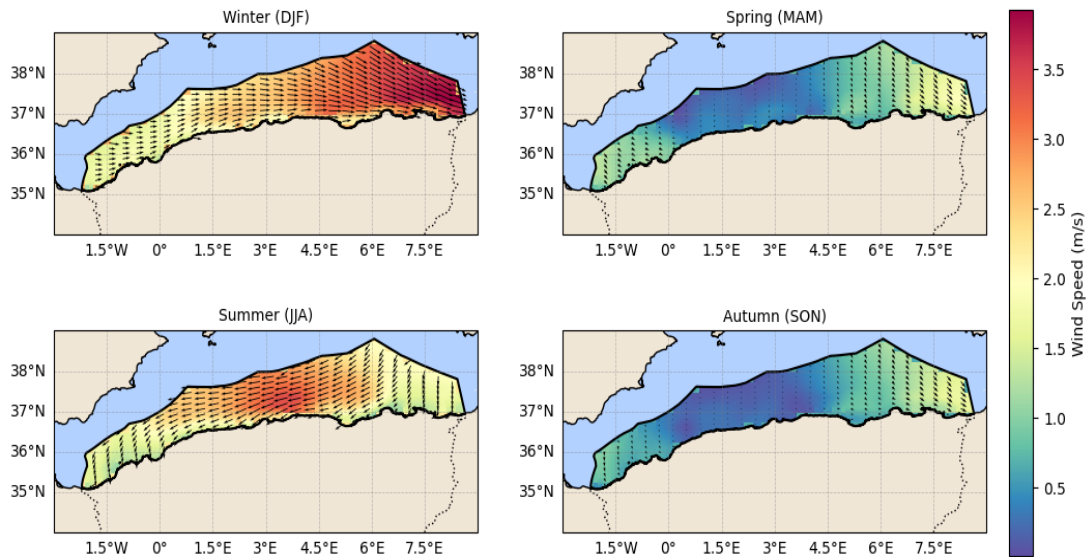 Winter (DJF)
Spring (MAM)
38°N
37°N
36°N
35°N
1.5°W 0° 1.5°E 3°E 4.5°E 6°E 7.5°E
38°N
37°N
36°N
35°N
1.5°W 0° 1.5°E 3°E 4.5°E 6°E 7.5°E
Summer (JJA)
Autumn (SON)
38°N
37°N
36°N
35°N
1.5°W 0° 1.5°E 3°E 4.5°E 6°E 7.5°E
38°N
37°N
36°N
35°N
1.5°W 0° 1.5°E 3°E 4.5°E 6°E 7.5°E
3.5
3.0
2.5
2.0
1.5
1.0
0.5
Wind Speed (m/s)